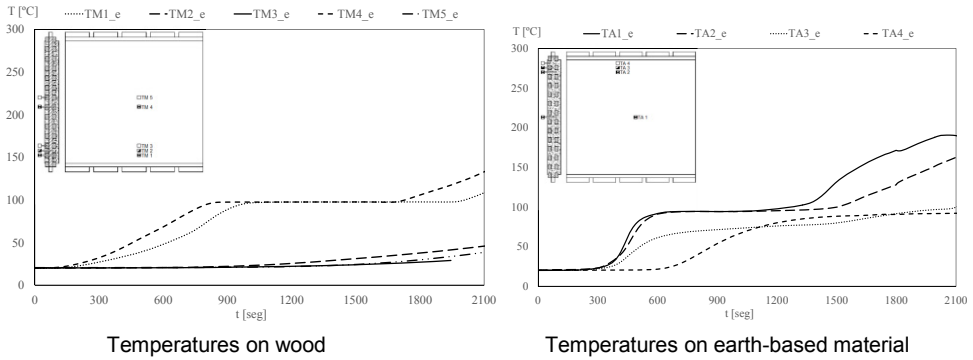 T [ºC]
TM1_e TM2_e TM3_e TM4_e TM5_e
300
250
200
150
100
50
0
TM 5
TM 4
TM 3
TM 2
TM 1
0 300 600 900 1200 1500 1800 2100
t [seg]
Temperatures on wood
T [ºC]
TA1_e TA2_e TA3_e TA4_e
300
250
200
150
100
50
0
TA 4
TA 3
TA 2
TA 1
0 300 600 900 1200 1500 1800 2100
t [seg]
Temperatures on earth-based material